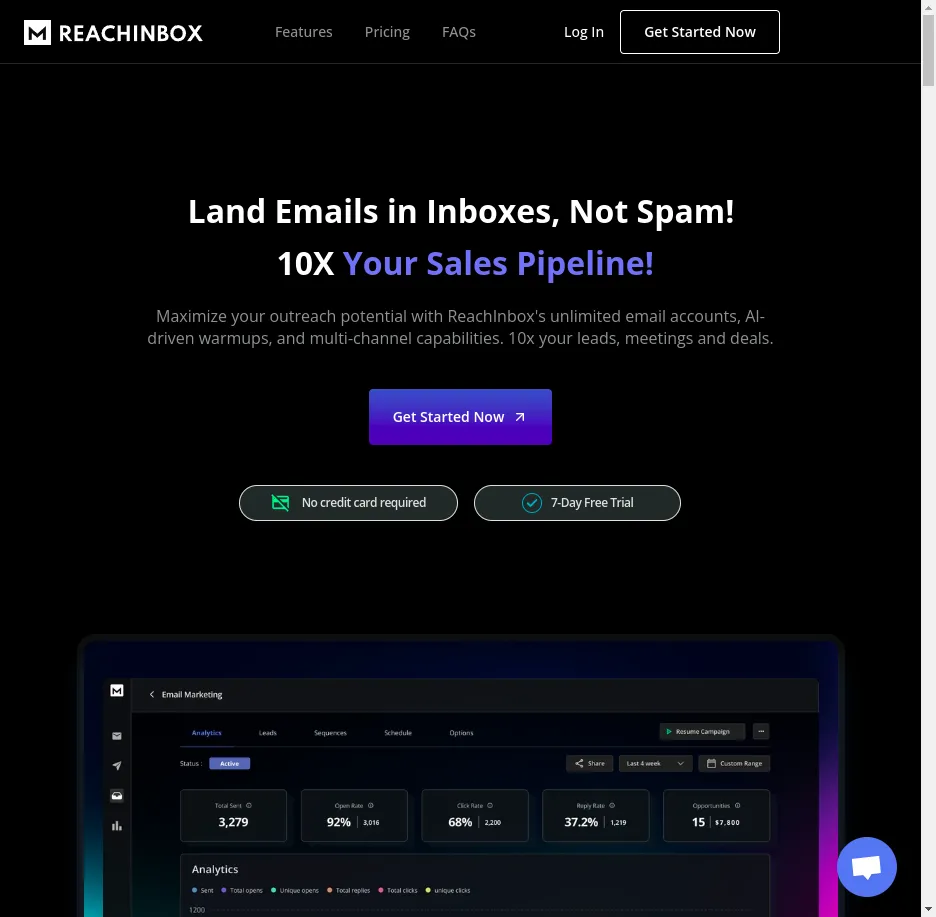 REACHINBOX
Features
Pricing
FAQs
Log In
Get Started Now
Land Emails in Inboxes, Not Spam!
10X Your Sales Pipeline!
Maximize your outreach potential with ReachInbox's unlimited email accounts, AI-
driven warmups, and multi-channel capabilities. 10x your leads, meetings and deals.
Get Started Now
No credit card required
7-Day Free Trial
Email Marketing
Analytics
Leads
Sequences
Schedule
Options
Resume Campaign
Status :
Active
Share
Last 4 week
Custom Range
Total Sent
3,279
Open Rate
92% 3,016
Click Rate
68% 2,200
Reply Rate
37.2% 1,219
Opportunities
15 $7,800
Analytics
Sent
Total opens
Unique opens
Total replies
Total clicks
unique clicks
1200